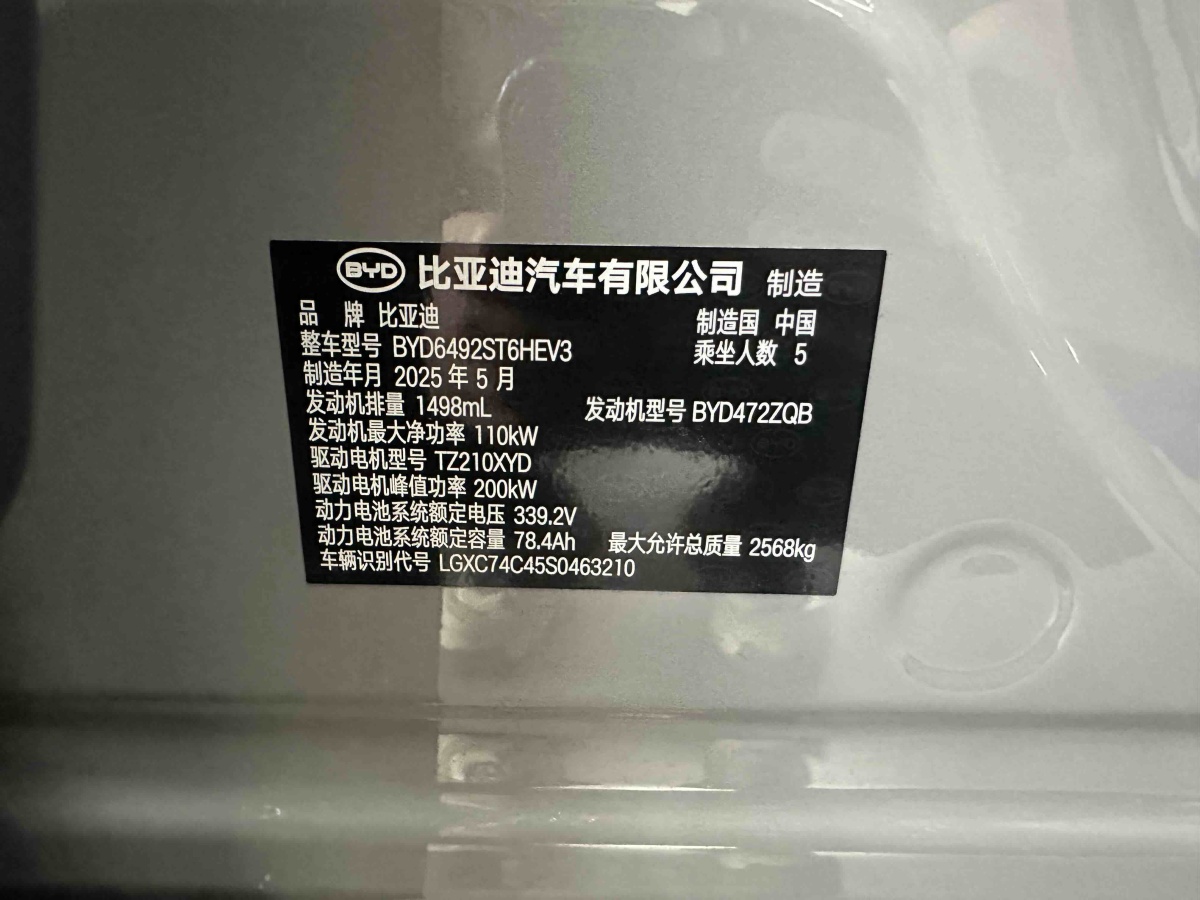 BYD 比亚迪汽车有限公司 制造
品 牌 比亚迪 制造国 中国
整车型号 BYD6492ST6HEV3 乘坐人数 5
制造年月 2025 年 5 月
发动机排量 1498mL 发动机型号 BYD472ZQB
发动机最大净功率 110kW
驱动电机型号 TZ210XYD
驱动电机峰值功率 200kW
动力电池系统额定电压 339.2V
动力电池系统额定容量 78.4Ah 最大允许总质量 2568kg
车辆识别代号 LGXC74C45S0463210